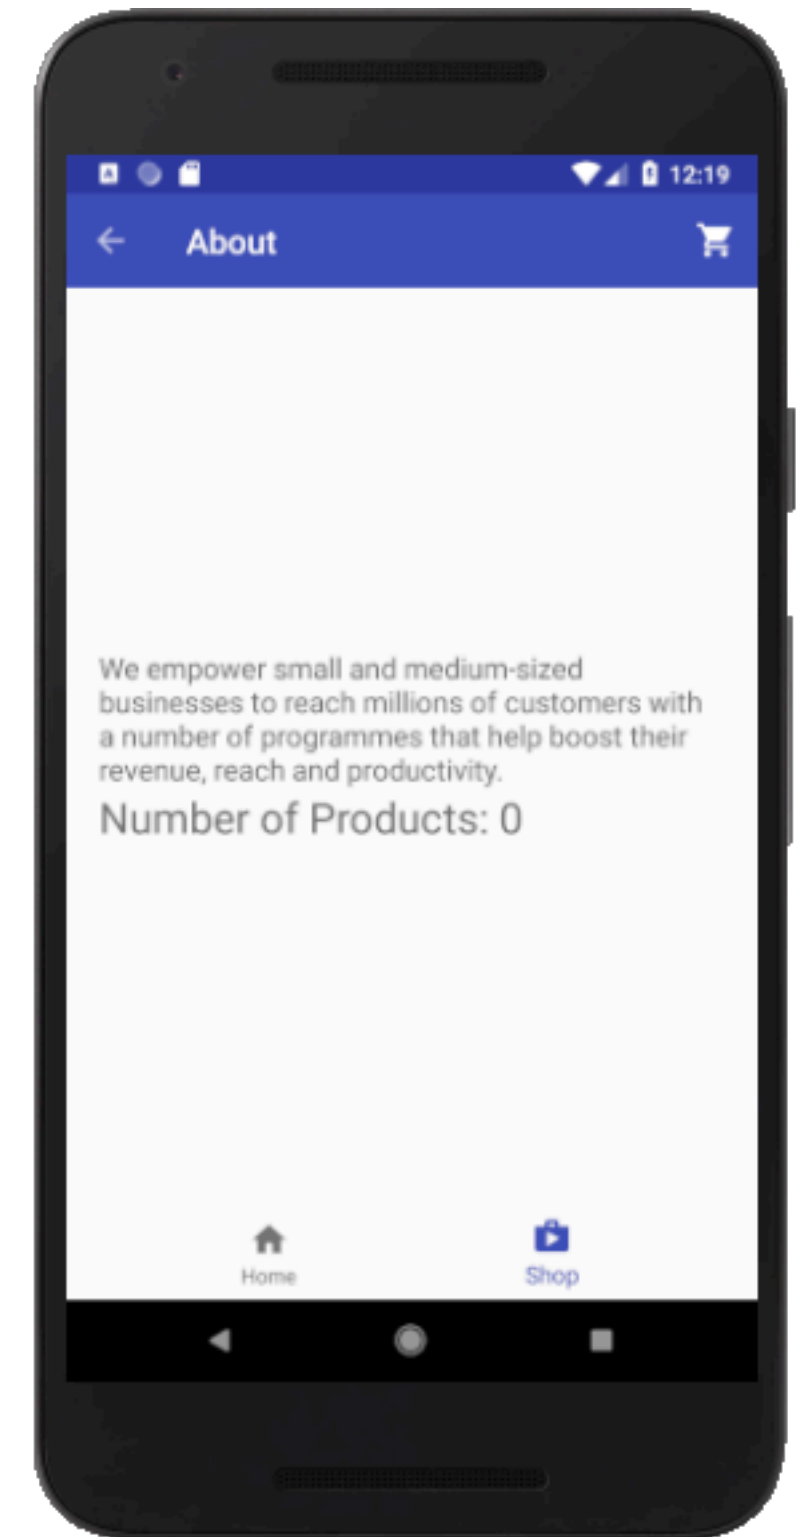 12:19
About
We empower small and medium-sized
businesses to reach millions of customers with
a number of programmes that help boost their
revenue, reach and productivity.
Number of Products: 0
Home
Shop